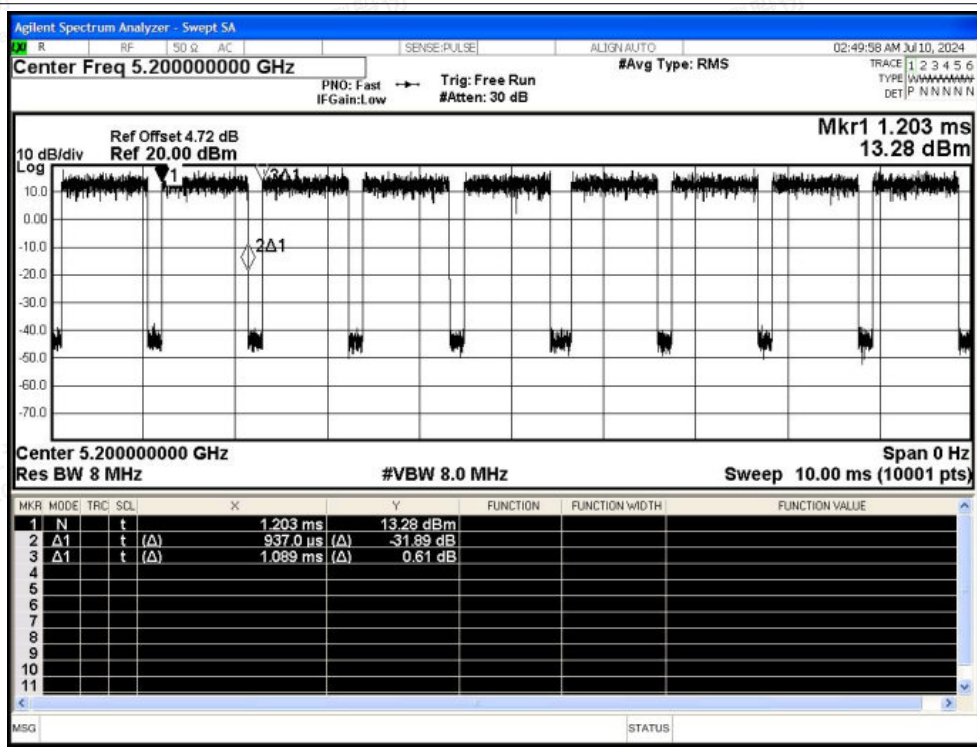 Agilent Spectrum Analyzer - Swept SA
LXI R RF 50 Ω AC SENSE:PULSE ALIGN AUTO 02:49:58 AM Jul 10, 2024
Center Freq 5.200000000 GHz
PNO: Fast
IFGain:Low
Trig: Free Run
#Atten: 30 dB
#Avg Type: RMS
TRACE 1 2 3 4 5 6
TYPE WWWWWW
DET P N N N N N
Mkr1 1.203 ms
13.28 dBm
Ref Offset 4.72 dB
10 dB/div Ref 20.00 dBm
Log
1 3Δ1
10.0
0.00
2Δ1
-10.0
-20.0
-30.0
-40.0
-50.0
-60.0
-70.0
Center 5.200000000 GHz Span 0 Hz
Res BW 8 MHz #VBW 8.0 MHz Sweep 10.00 ms (10001 pts)
MKR MODE TRC SCL X Y FUNCTION FUNCTION WIDTH FUNCTION VALUE
1 N t 1.203 ms 13.28 dBm
2 Δ1 t (Δ) 937.0 µs (Δ) -31.89 dB
3 Δ1 t (Δ) 1.089 ms (Δ) 0.61 dB
4
5
6
7
8
9
10
11
MSG STATUS